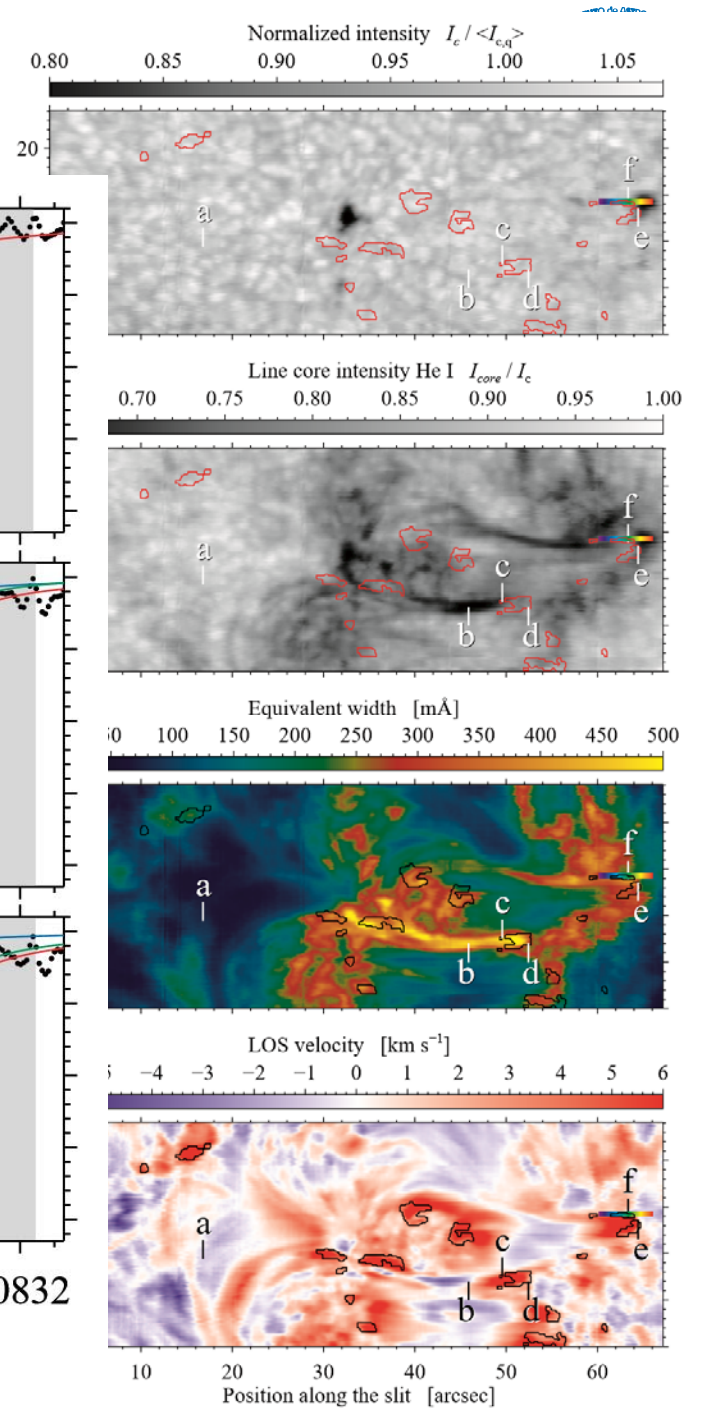 Normalized intensity I_c / <I_c,q>
0.80 0.85 0.90 0.95 1.00 1.05
20
a b c d e f
Line core intensity He I I_core / I_c
0.70 0.75 0.80 0.85 0.90 0.95 1.00
a b c d e f
Equivalent width [mÅ]
50 100 150 200 250 300 350 400 450 500
a b c d e f
LOS velocity [km s⁻¹]
−4 −3 −2 −1 0 1 2 3 4 5 6
a b c d e f
0832
10 20 30 40 50 60
Position along the slit [arcsec]